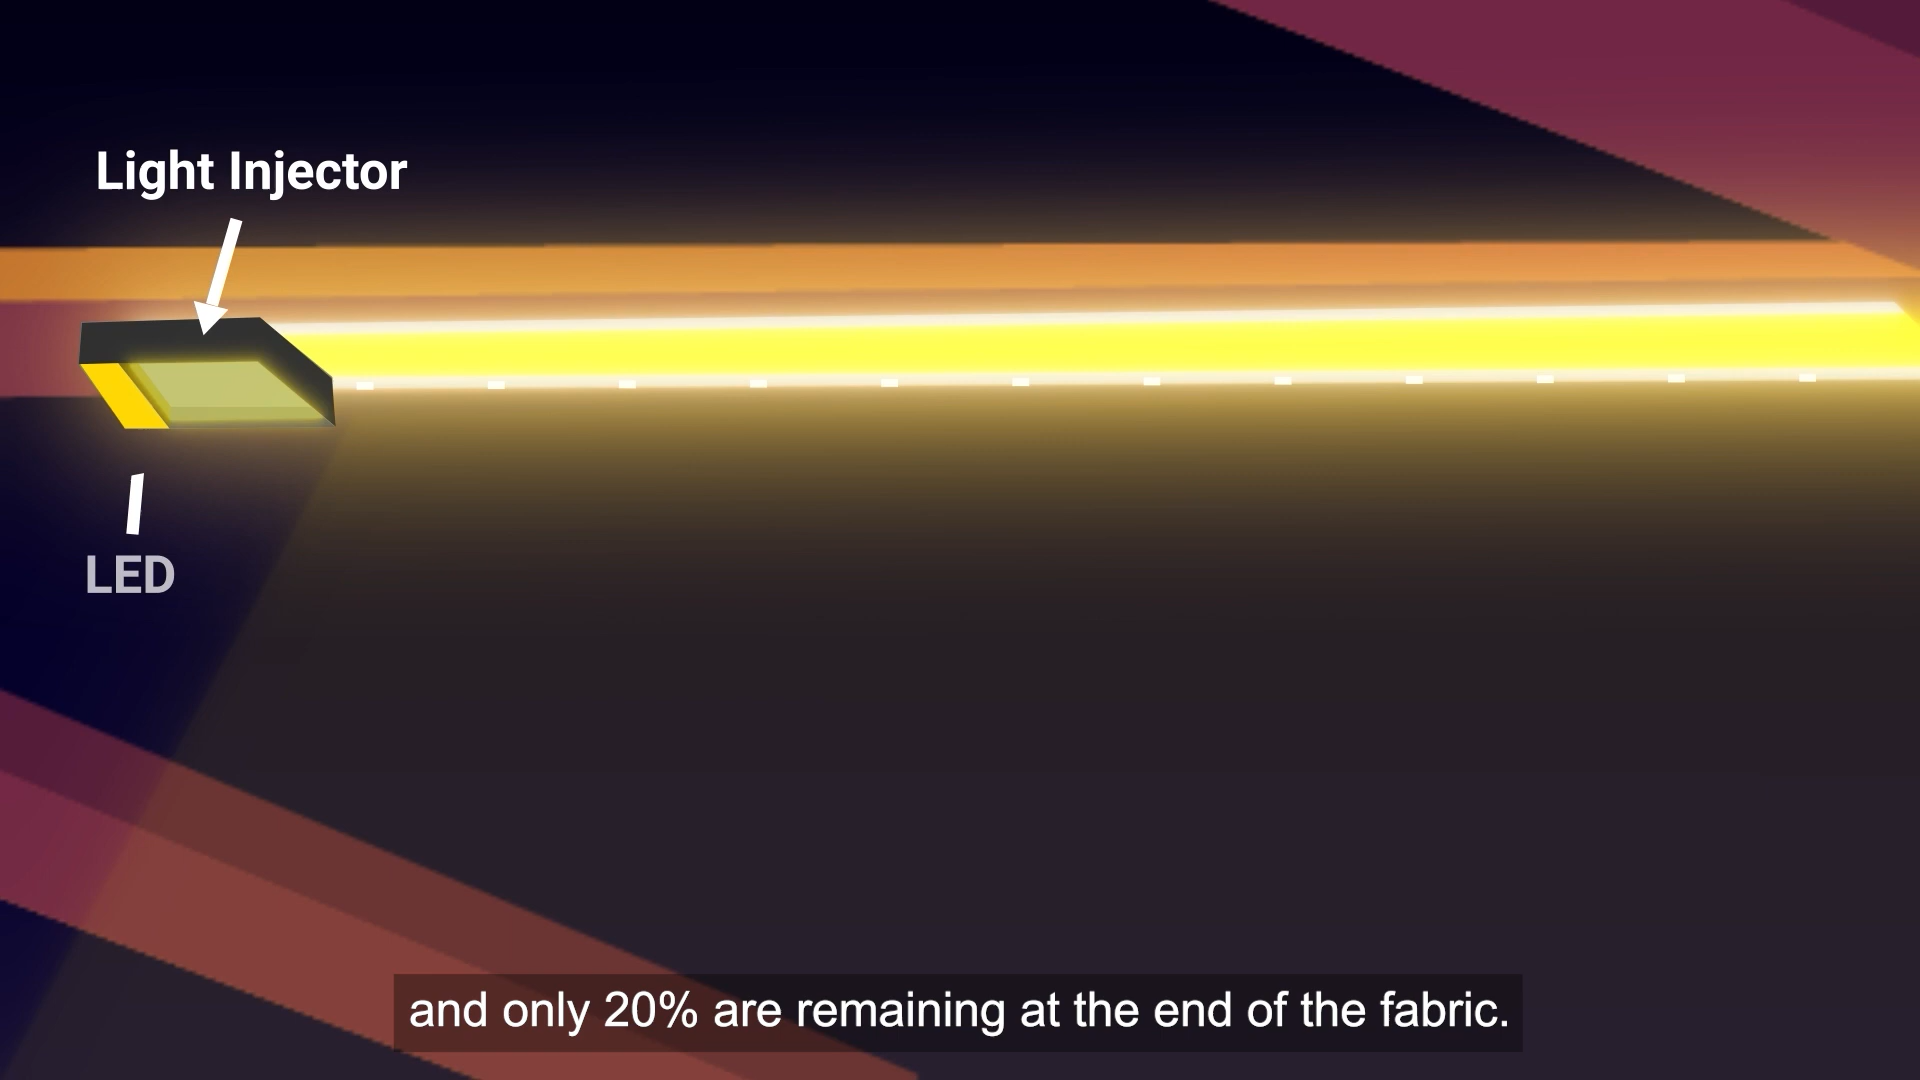 Light Injector
LED
and only 20% are remaining at the end of the fabric.